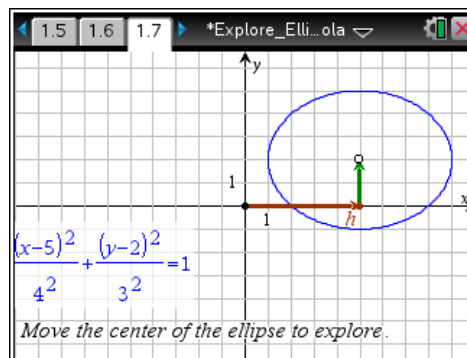 1.5 1.6 1.7 *Explore_Elli...ola
y
1
x
1
h
(x-5)²/4² + (y-2)²/3² =1
Move the center of the ellipse to explore.